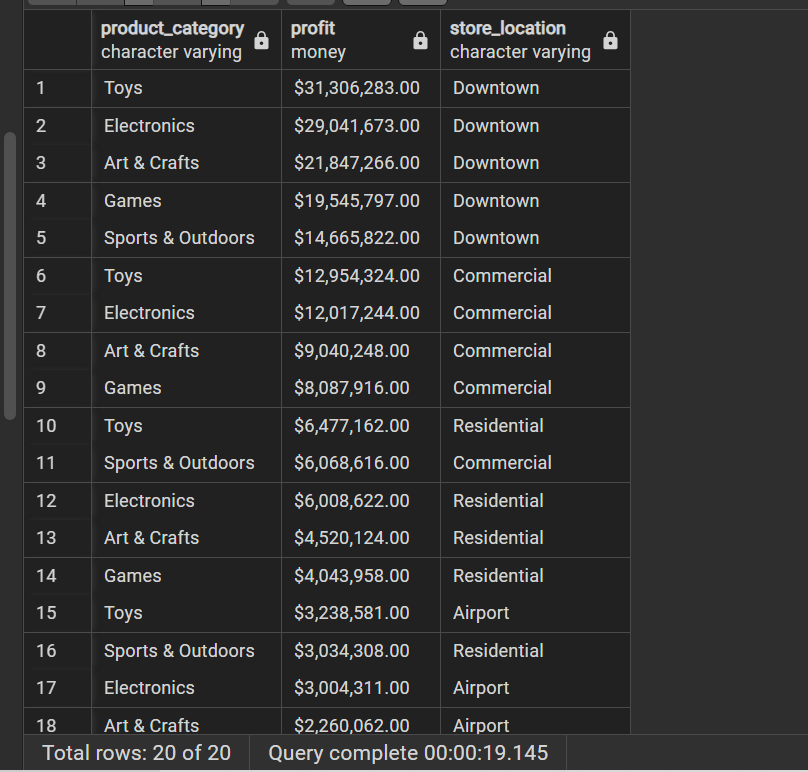 product_category profit store_location
character varying money character varying
1 Toys $31,306,283.00 Downtown
2 Electronics $29,041,673.00 Downtown
3 Art & Crafts $21,847,266.00 Downtown
4 Games $19,545,797.00 Downtown
5 Sports & Outdoors $14,665,822.00 Downtown
6 Toys $12,954,324.00 Commercial
7 Electronics $12,017,244.00 Commercial
8 Art & Crafts $9,040,248.00 Commercial
9 Games $8,087,916.00 Commercial
10 Toys $6,477,162.00 Residential
11 Sports & Outdoors $6,068,616.00 Commercial
12 Electronics $6,008,622.00 Residential
13 Art & Crafts $4,520,124.00 Residential
14 Games $4,043,958.00 Residential
15 Toys $3,238,581.00 Airport
16 Sports & Outdoors $3,034,308.00 Residential
17 Electronics $3,004,311.00 Airport
18 Art & Crafts $2,260,062.00 Airport
Total rows: 20 of 20 Query complete 00:00:19.145